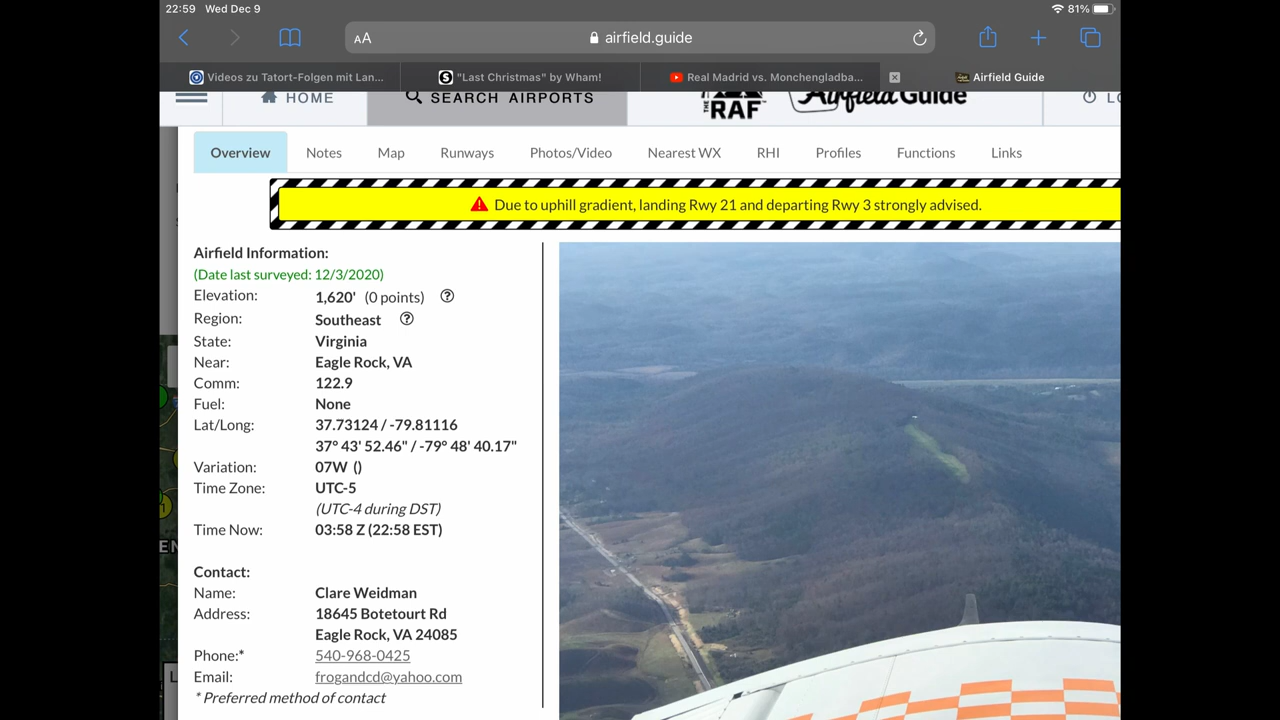 22:59 Wed Dec 9
81%
AA airfield.guide
Videos zu Tatort-Folgen mit Lan...
"Last Christmas" by Wham!
Real Madrid vs. Monchengladba...
Airfield Guide
HOME
SEARCH AIRPORTS
THE RAF
Airfield Guide
LO
Overview Notes Map Runways Photos/Video Nearest WX RHI Profiles Functions Links
Due to uphill gradient, landing Rwy 21 and departing Rwy 3 strongly advised.
Airfield Information:
(Date last surveyed: 12/3/2020)
Elevation: 1,620' (0 points) ?
Region: Southeast ?
State: Virginia
Near: Eagle Rock, VA
Comm: 122.9
Fuel: None
Lat/Long: 37.73124 / -79.81116
37° 43' 52.46" / -79° 48' 40.17"
Variation: 07W ()
Time Zone: UTC-5
(UTC-4 during DST)
Time Now: 03:58 Z (22:58 EST)
Contact:
Name: Clare Weidman
Address: 18645 Botetourt Rd
Eagle Rock, VA 24085
Phone:* 540-968-0425
Email: frogandcd@yahoo.com
* Preferred method of contact